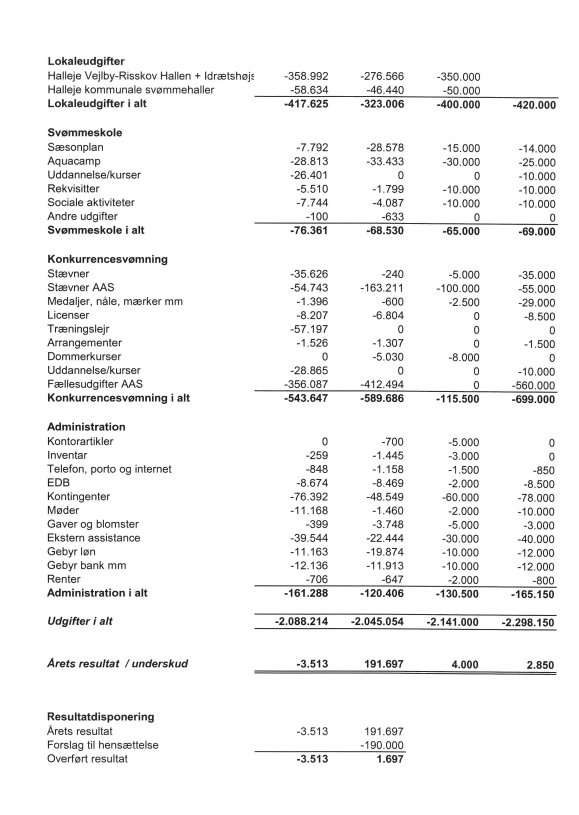 Lokaleudgifter
Halleje Vejlby-Risskov Hallen + Idrætshøjs -358.992 -276.566 -350.000
Halleje kommunale svømmehaller -58.634 -46.440 -50.000
Lokaleudgifter i alt -417.625 -323.006 -400.000 -420.000
Svømmeskole
Sæsonplan -7.792 -28.578 -15.000 -14.000
Aquacamp -28.813 -33.433 -30.000 -25.000
Uddannelse/kurser -26.401 0 0 -10.000
Rekvisitter -5.510 -1.799 -10.000 -10.000
Sociale aktiviteter -7.744 -4.087 -10.000 -10.000
Andre udgifter -100 -633 0 0
Svømmeskole i alt -76.361 -68.530 -65.000 -69.000
Konkurrencesvømning
Stævner -35.626 -240 -5.000 -35.000
Stævner AAS -54.743 -163.211 -100.000 -55.000
Medaljer, nåle, mærker mm -1.396 -600 -2.500 -29.000
Licenser -8.207 -6.804 0 -8.500
Træningslejr -57.197 0 0 0
Arrangementer -1.526 -1.307 0 -1.500
Dommerkurser 0 -5.030 -8.000 0
Uddannelse/kurser -28.865 0 0 -10.000
Fællesudgifter AAS -356.087 -412.494 0 -560.000
Konkurrencesvømning i alt -543.647 -589.686 -115.500 -699.000
Administration
Kontorartikler 0 -700 -5.000 0
Inventar -259 -1.445 -3.000 0
Telefon, porto og internet -848 -1.158 -1.500 -850
EDB -8.674 -8.469 -2.000 -8.500
Kontingenter -76.392 -48.549 -60.000 -78.000
Møder -11.168 -1.460 -2.000 -10.000
Gaver og blomster -399 -3.748 -5.000 -3.000
Ekstern assistance -39.544 -22.444 -30.000 -40.000
Gebyr løn -11.163 -19.874 -10.000 -12.000
Gebyr bank mm -12.136 -11.913 -10.000 -12.000
Renter -706 -647 -2.000 -800
Administration i alt -161.288 -120.406 -130.500 -165.150
Udgifter i alt -2.088.214 -2.045.054 -2.141.000 -2.298.150
Årets resultat / underskud -3.513 191.697 4.000 2.850
Resultatdisponering
Årets resultat -3.513 191.697
Forslag til hensættelse -190.000
Overført resultat -3.513 1.697